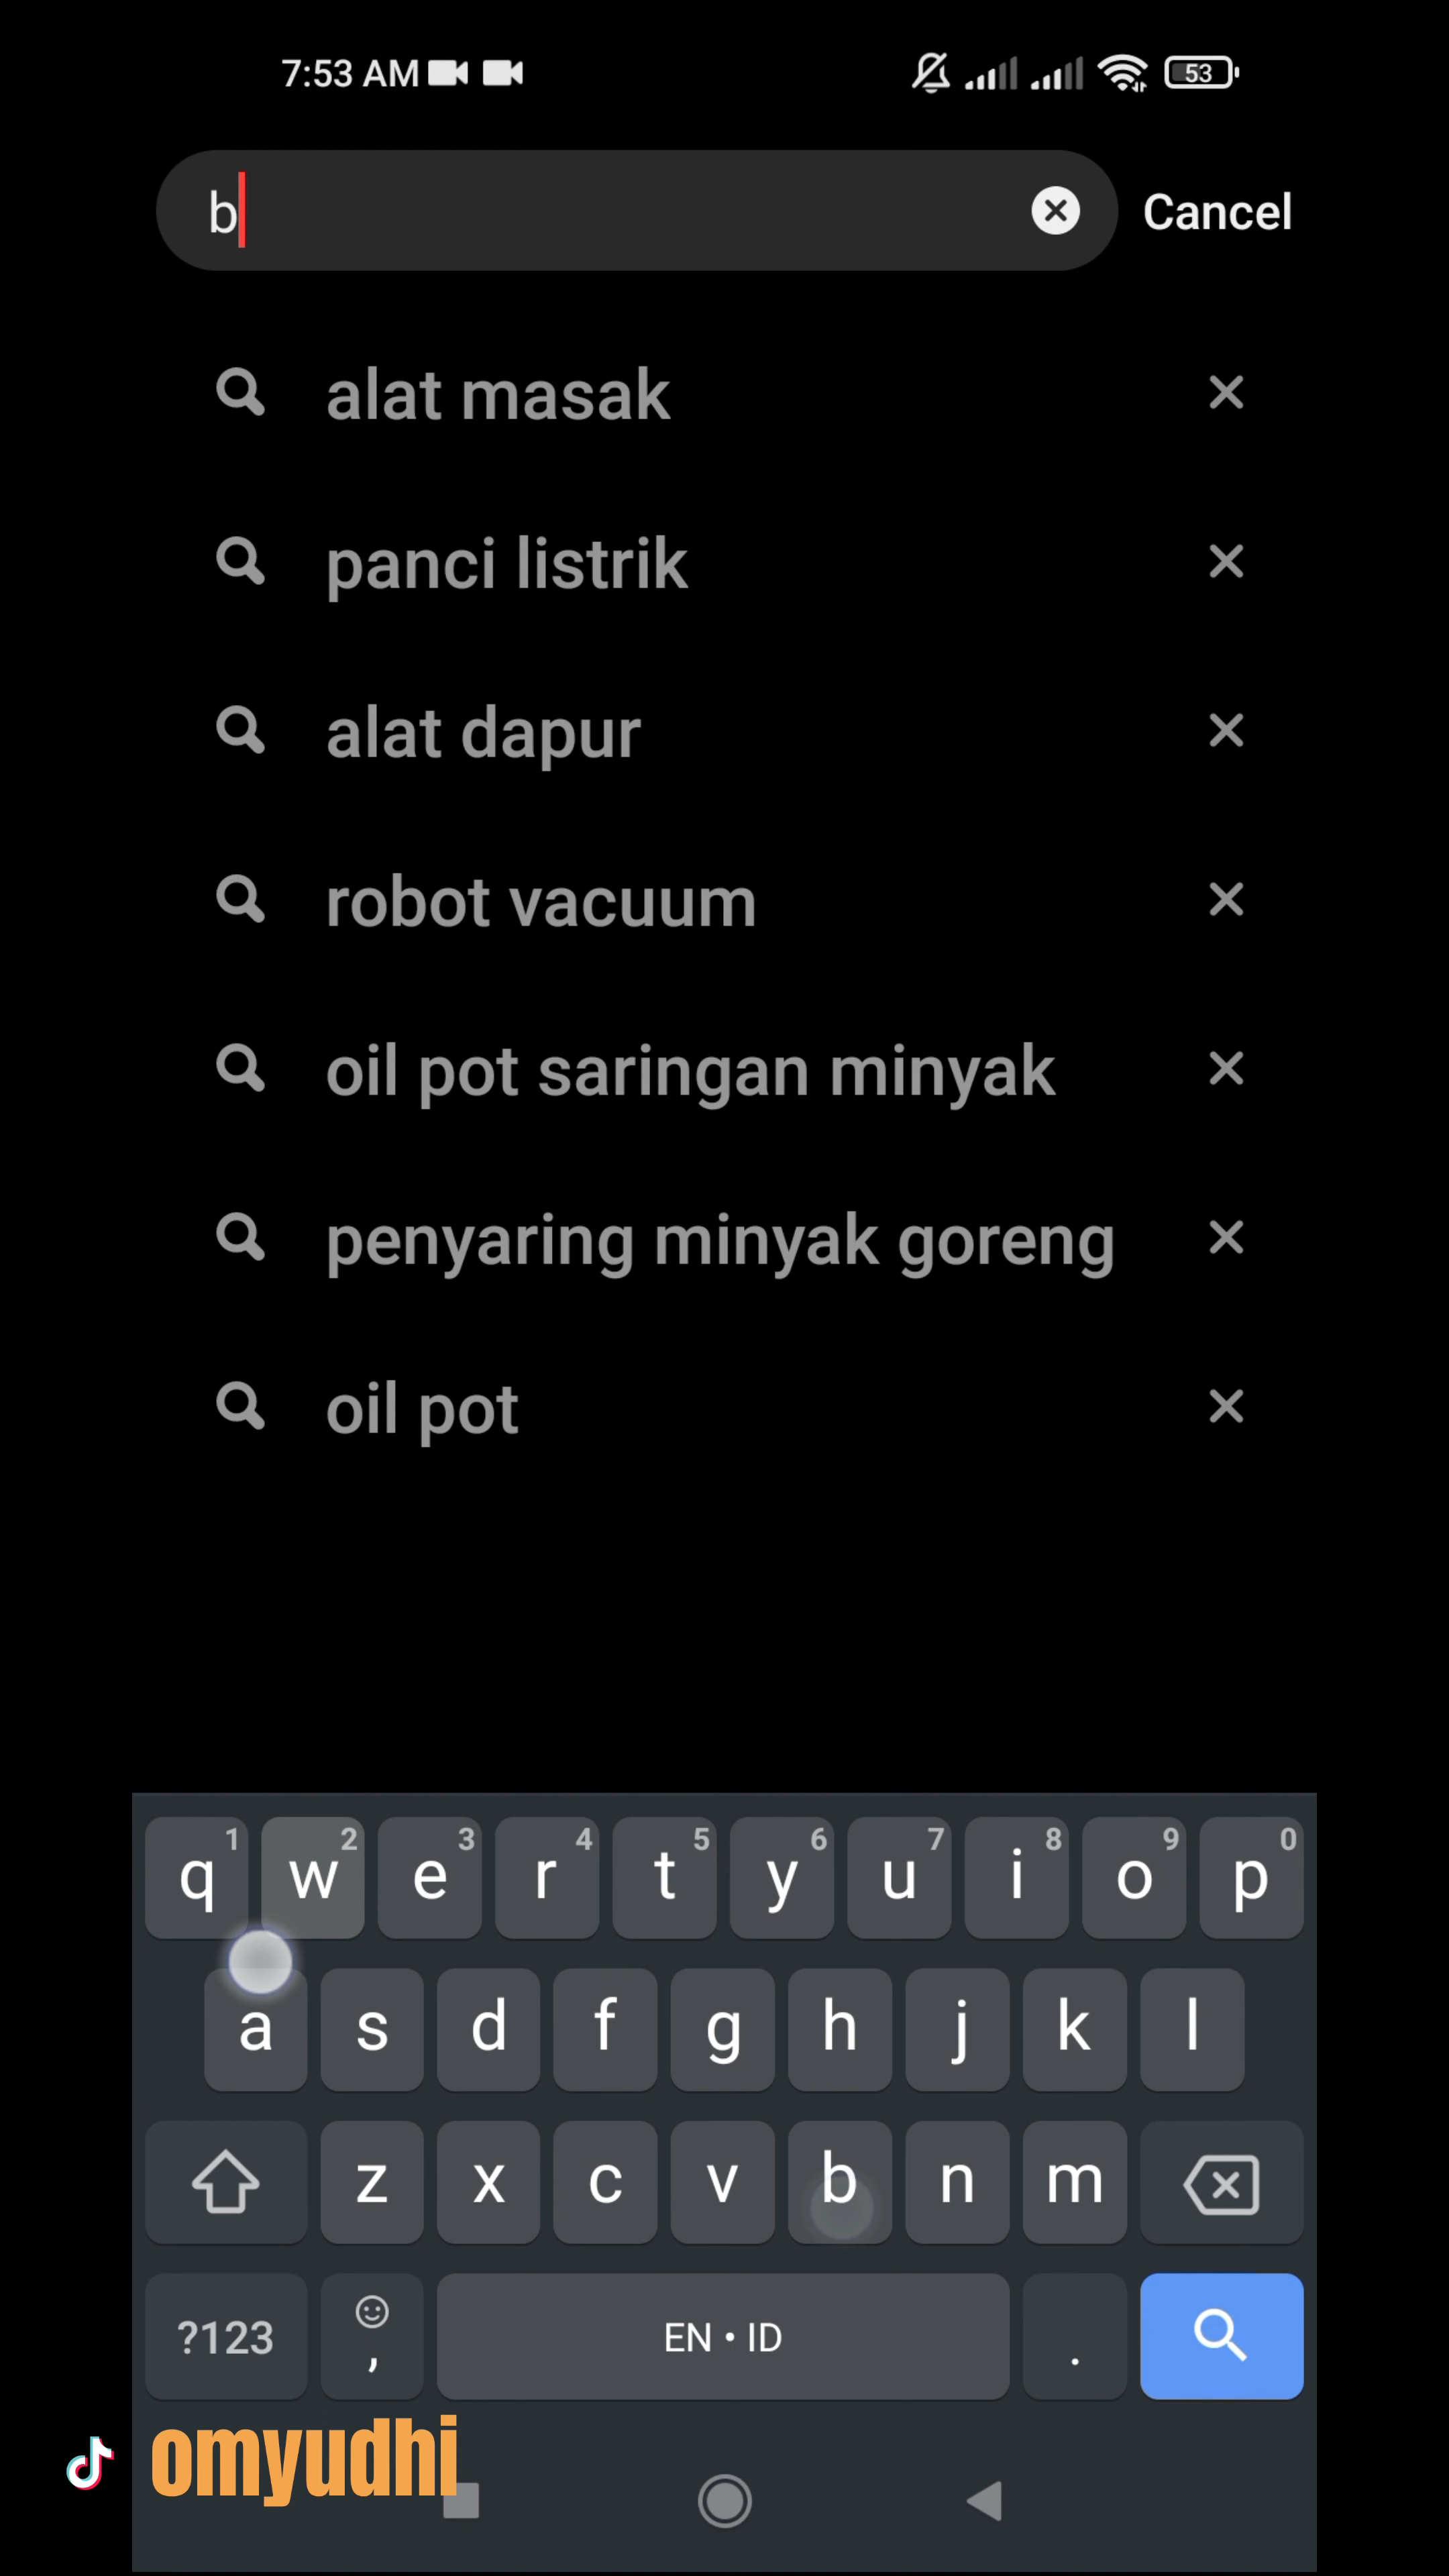 7:53 AM 53
b Cancel
alat masak
panci listrik
alat dapur
robot vacuum
oil pot saringan minyak
penyaring minyak goreng
oil pot
1 2 3 4 5 6 7 8 9 0
q w e r t y u i o p
a s d f g h j k l
z x c v b n m
?123 , EN • ID .
omyudhi